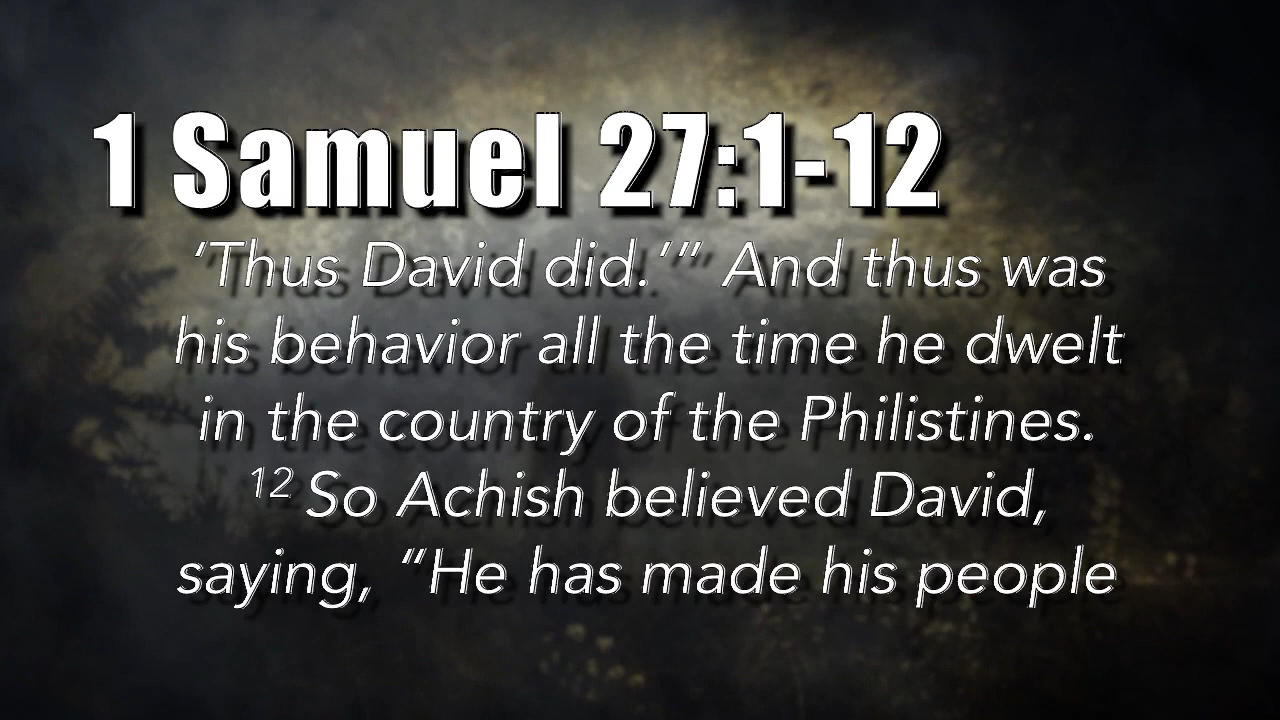 1 Samuel 27:1-12
‘Thus David did.’” And thus was
his behavior all the time he dwelt
in the country of the Philistines.
12 So Achish believed David,
saying, “He has made his people